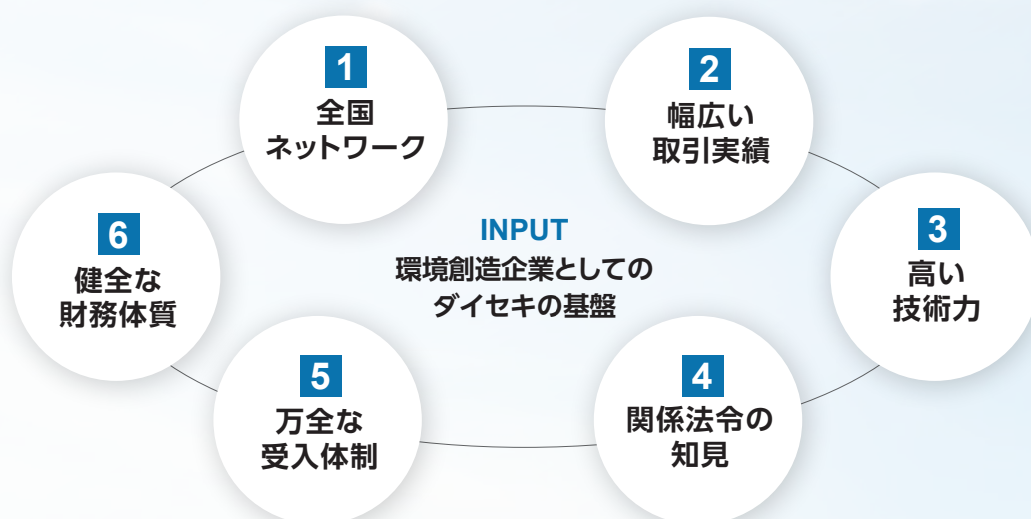 1
全国
ネットワーク
2
幅広い
取引実績
3
高い
技術力
4
関係法令の
知見
5
万全な
受入体制
6
健全な
財務体質
INPUT
環境創造企業としての
ダイセキの基盤